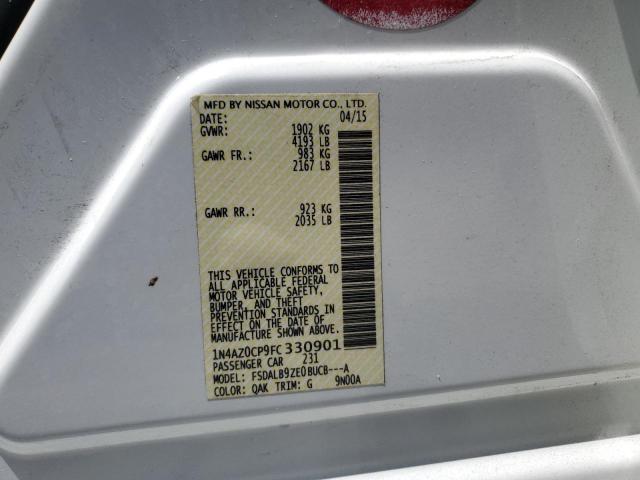 MFD BY NISSAN MOTOR CO., LTD.
DATE: 04/15
GVWR: 1902 KG
4193 LB
GAWR FR.: 983 KG
2167 LB
GAWR RR.: 923 KG
2035 LB
THIS VEHICLE CONFORMS TO
ALL APPLICABLE FEDERAL
MOTOR VEHICLE SAFETY,
BUMPER, AND THEFT
PREVENTION STANDARDS IN
EFFECT ON THE DATE OF
MANUFACTURE SHOWN ABOVE.
1N4AZ0CP9FC330901
PASSENGER CAR 231
MODEL: FSDALB9ZE0BUCB---A
COLOR: QAK TRIM: G 9N00A